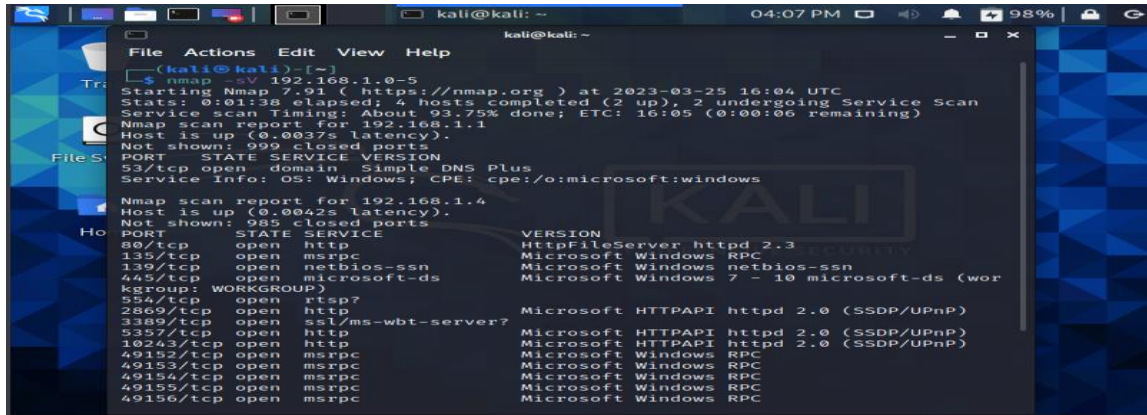 kali@kali: ~
04:07 PM
98%
kali@kali: ~
File Actions Edit View Help
(kali㉿kali)-[~]
$ nmap -sV 192.168.1.0-5
Starting Nmap 7.91 ( https://nmap.org ) at 2023-03-25 16:04 UTC
Stats: 0:01:38 elapsed; 4 hosts completed (2 up), 2 undergoing Service Scan
Service scan Timing: About 93.75% done; ETC: 16:05 (0:00:06 remaining)
Nmap scan report for 192.168.1.1
Host is up (0.0037s latency).
Not shown: 999 closed ports
PORT STATE SERVICE VERSION
53/tcp open domain Simple DNS Plus
Service Info: OS: Windows; CPE: cpe:/o:microsoft:windows
Nmap scan report for 192.168.1.4
Host is up (0.0042s latency).
Not shown: 985 closed ports
PORT STATE SERVICE VERSION
80/tcp open http HttpFileServer httpd 2.3
135/tcp open msrpc Microsoft Windows RPC
139/tcp open netbios-ssn Microsoft Windows netbios-ssn
445/tcp open microsoft-ds Microsoft Windows 7 - 10 microsoft-ds (wor
kgroup: WORKGROUP)
554/tcp open rtsp?
2869/tcp open http Microsoft HTTPAPI httpd 2.0 (SSDP/UPnP)
3389/tcp open ssl/ms-wbt-server?
5357/tcp open http Microsoft HTTPAPI httpd 2.0 (SSDP/UPnP)
10243/tcp open http Microsoft HTTPAPI httpd 2.0 (SSDP/UPnP)
49152/tcp open msrpc Microsoft Windows RPC
49153/tcp open msrpc Microsoft Windows RPC
49154/tcp open msrpc Microsoft Windows RPC
49155/tcp open msrpc Microsoft Windows RPC
49156/tcp open msrpc Microsoft Windows RPC
Tra
File S
Ho
KALI